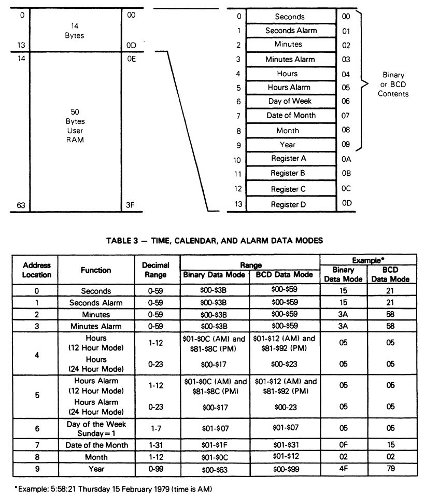 0 00
14
Bytes
13 0D
14 0E
50
Bytes
User
RAM
63 3F
0 Seconds 00
1 Seconds Alarm 01
2 Minutes 02
3 Minutes Alarm 03
4 Hours 04
5 Hours Alarm 05
6 Day of Week 06
7 Date of Month 07
8 Month 08
9 Year 09
10 Register A 0A
11 Register B 0B
12 Register C 0C
13 Register D 0D
Binary
or BCD
Contents
TABLE 3 — TIME, CALENDAR, AND ALARM DATA MODES
Address Location Function Decimal Range Range Example*
Binary Data Mode BCD Data Mode Binary Data Mode BCD Data Mode
0 Seconds 0-59 $00-$3B $00-$59 15 21
1 Seconds Alarm 0-59 $00-$3B $00-$59 15 21
2 Minutes 0-59 $00-$3B $00-$59 3A 58
3 Minutes Alarm 0-59 $00-$3B $00-$59 3A 58
4 Hours (12 Hour Mode) 1-12 $01-$0C (AM) and $81-$8C (PM) $01-$12 (AM) and $81-$92 (PM) 05 05
Hours (24 Hour Mode) 0-23 $00-$17 $00-$23 05 05
5 Hours Alarm (12 Hour Mode) 1-12 $01-$0C (AM) and $81-$8C (PM) $01-$12 (AM) and $81-$92 (PM) 05 05
Hours Alarm (24 Hour Mode) 0-23 $00-$17 $00-23 05 05
6 Day of the Week Sunday=1 1-7 $01-$07 $01-$07 05 05
7 Date of the Month 1-31 $01-$1F $01-$31 0F 15
8 Month 1-12 $01-$0C $01-$12 02 02
9 Year 0-99 $00-$63 $00-$99 4F 79
*Example: 5:58:21 Thursday 15 February 1979 (time is AM)